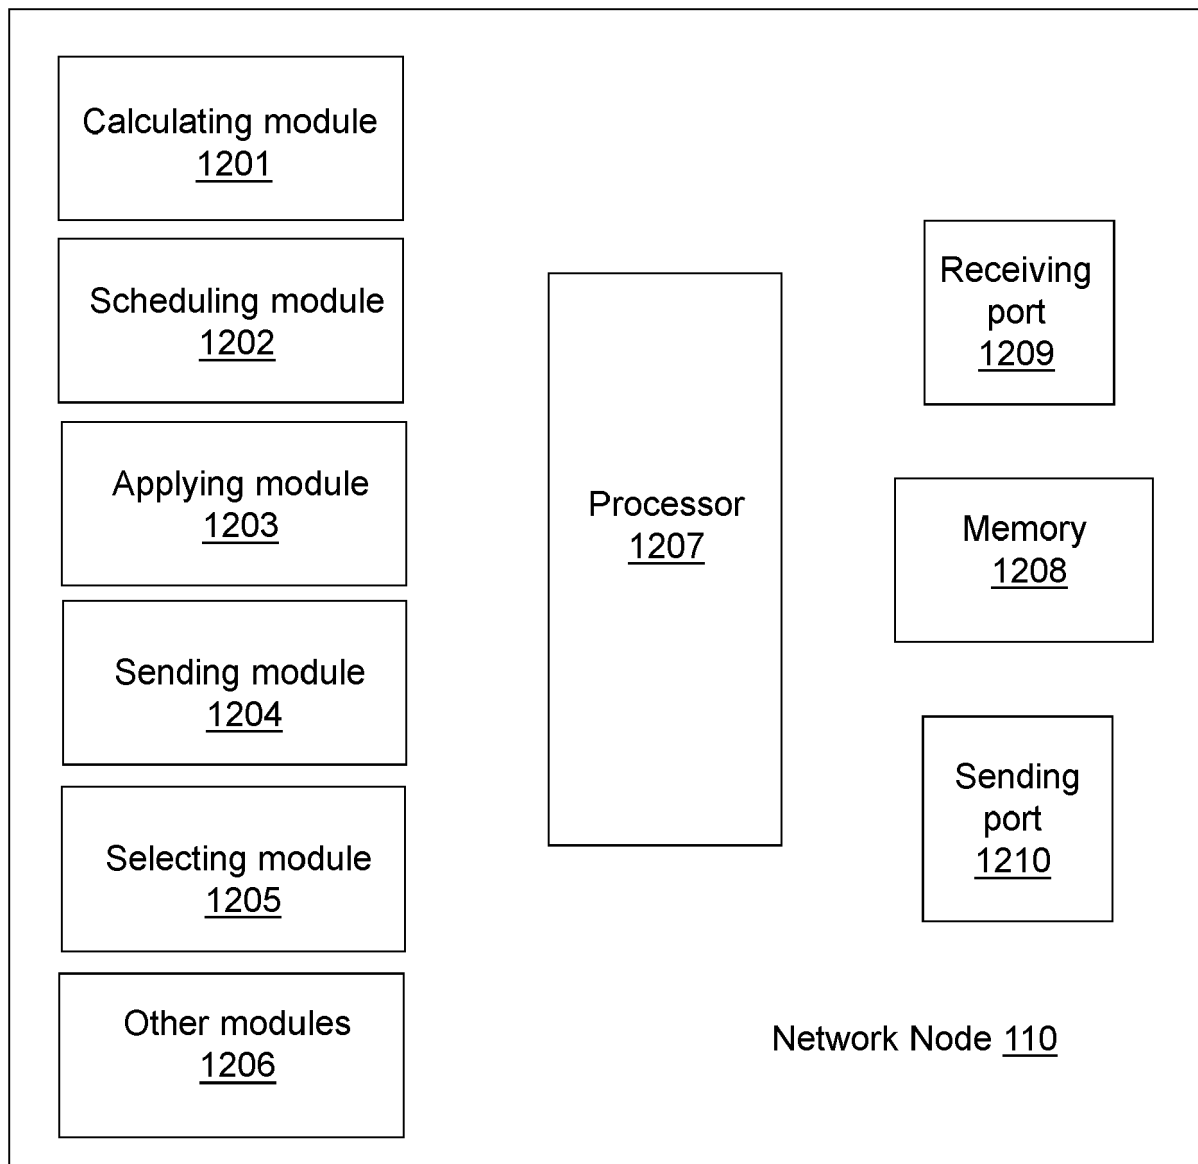 Calculating module
1201
Scheduling module
1202
Applying module
1203
Sending module
1204
Selecting module
1205
Other modules
1206
Processor
1207
Receiving
port
1209
Memory
1208
Sending
port
1210
Network Node 110